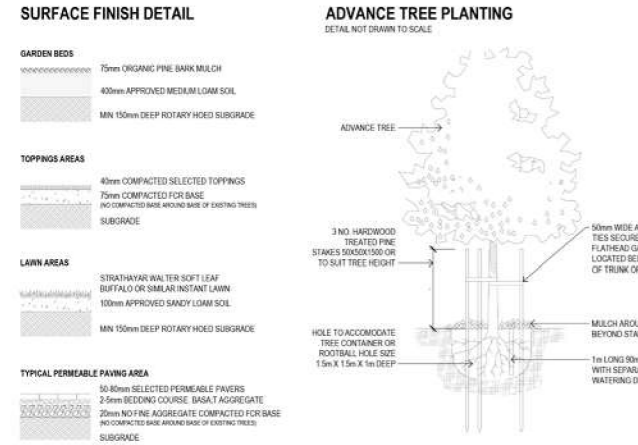 SURFACE FINISH DETAIL
GARDEN BEDS
75mm ORGANIC PINE BARK MULCH
400mm APPROVED MEDIUM LOAM SOIL
MIN 150mm DEEP ROTARY HOED SUBGRADE
TOPPINGS AREAS
40mm COMPACTED SELECTED TOPPINGS
75mm COMPACTED FCR BASE
(NO COMPACTED BASE AROUND BASE OF EXISTING TREES)
SUBGRADE
LAWN AREAS
STRATHAYAR WALTER SOFT LEAF
BUFFALO OR SIMILAR INSTANT LAWN
100mm APPROVED SANDY LOAM SOIL
MIN 150mm DEEP ROTARY HOED SUBGRADE
TYPICAL PERMEABLE PAVING AREA
50-80mm SELECTED PERMEABLE PAVERS
2-5mm BEDDING COURSE. BASALT AGGREGATE
20mm NO FINE AGGREGATE COMPACTED FCR BASE
(NO COMPACTED BASE AROUND BASE OF EXISTING TREES)
SUBGRADE
ADVANCE TREE PLANTING
DETAIL NOT DRAWN TO SCALE
ADVANCE TREE
3 NO. HARDWOOD
TREATED PINE
STAKES 50X50X1500 OR
TO SUIT TREE HEIGHT
HOLE TO ACCOMODATE
TREE CONTAINER OR
ROOTBALL HOLE SIZE
1.5m X 1.5m X 1m DEEP
50mm WIDE
TIES SECURE
FLATHEAD
LOCATED
OF TRUNK
MULCH
BEYOND
1m LONG
WITH
WATERING